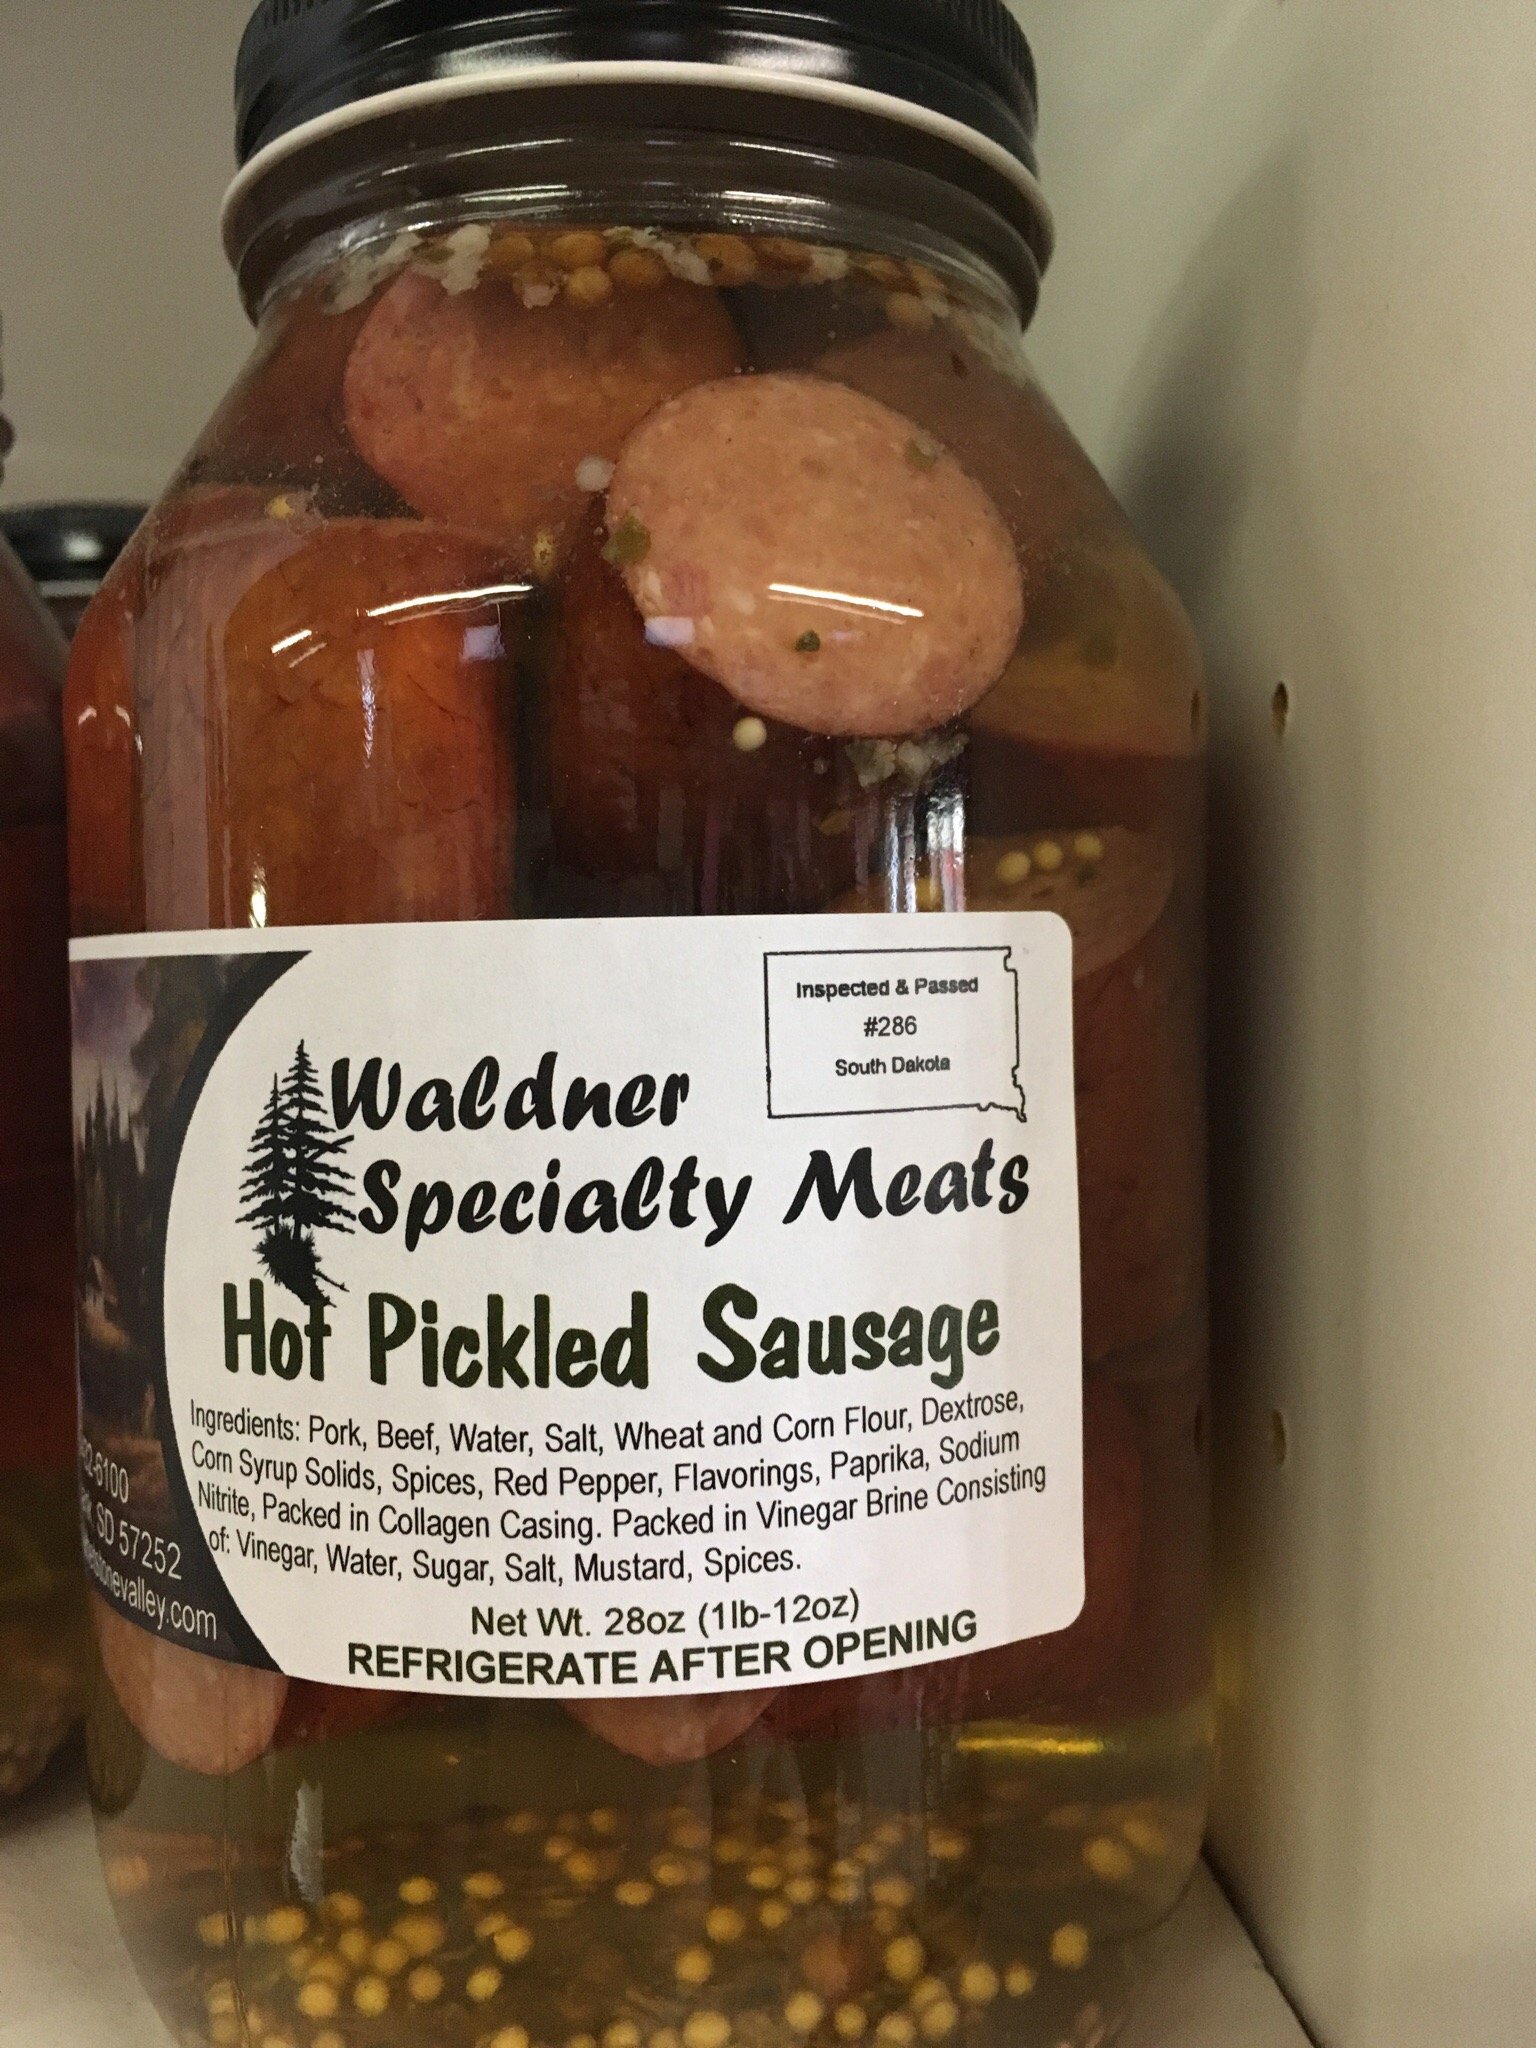 Inspected & Passed
#286
South Dakota
Waldner
Specialty Meats
Hot Pickled Sausage
Ingredients: Pork, Beef, Water, Salt, Wheat and Corn Flour, Dextrose,
Corn Syrup Solids, Spices, Red Pepper, Flavorings, Paprika, Sodium
Nitrite, Packed in Collagen Casing. Packed in Vinegar Brine Consisting
of: Vinegar, Water, Sugar, Salt, Mustard, Spices.
Net Wt. 28oz (1lb-12oz)
REFRIGERATE AFTER OPENING
SD 57252